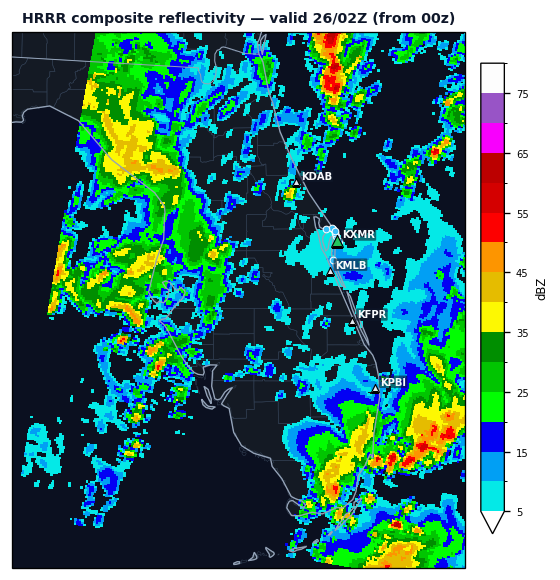 HRRR composite reflectivity — valid 26/02Z (from 00z)
KDAB
KXMR
KMLB
KFPR
KPBI
75
65
55
45
35
25
15
5
dBZ